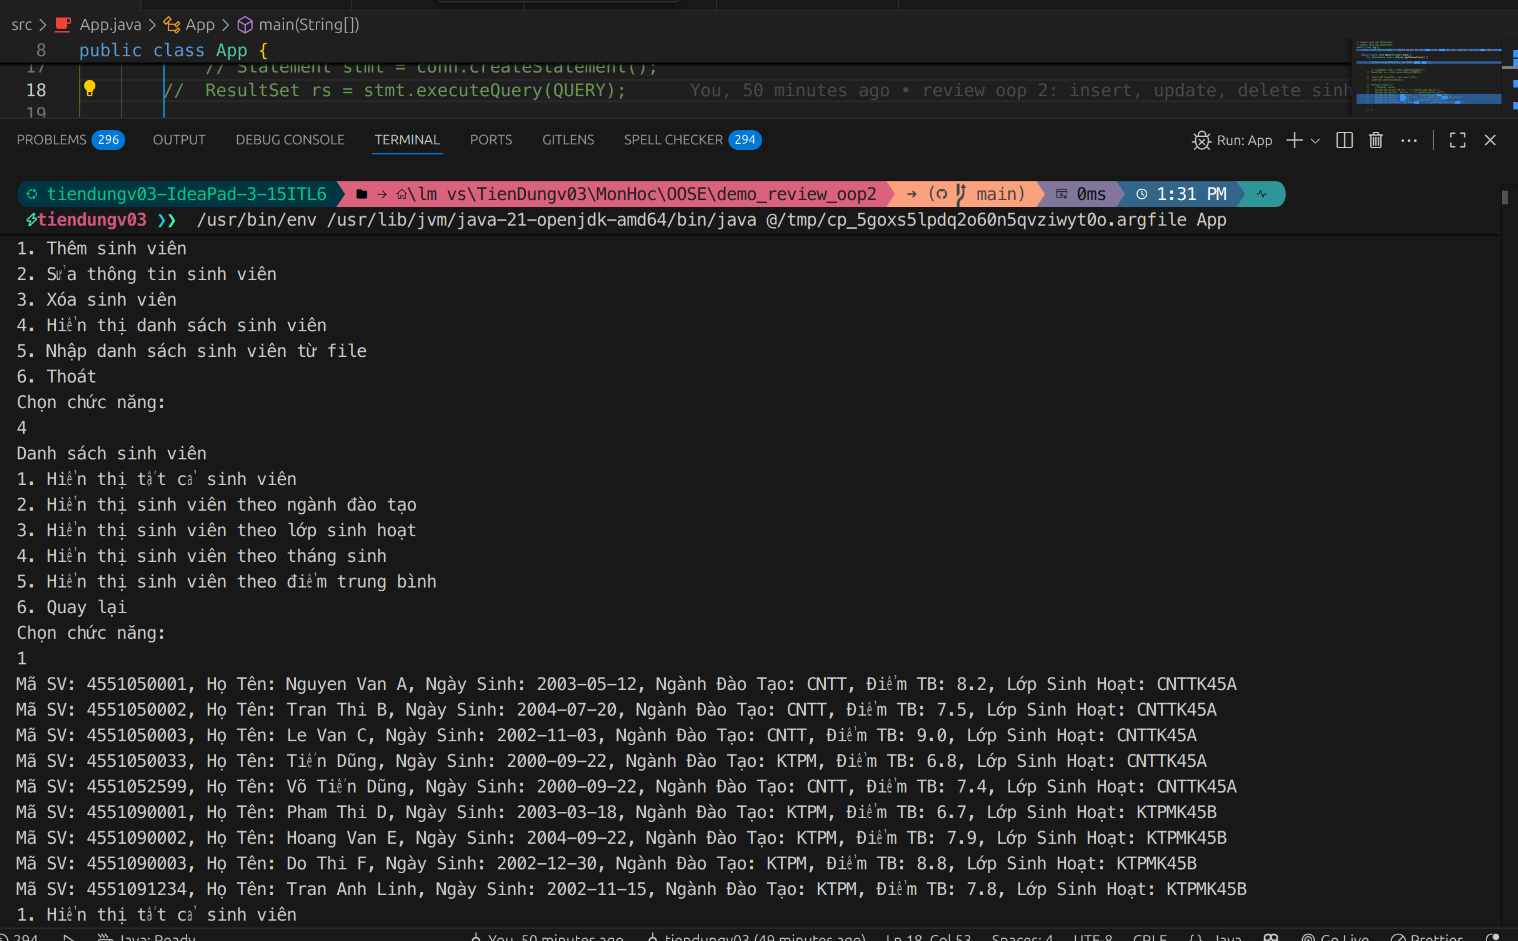 src > App.java > App > main(String[])
8 public class App {
17 // Statement stmt = conn.createStatement();
18 // ResultSet rs = stmt.executeQuery(QUERY); You, 50 minutes ago • review oop 2: insert, update, delete sinh
19
PROBLEMS 296 OUTPUT DEBUG CONSOLE TERMINAL PORTS GITLENS SPELL CHECKER 294 Run: App
tiendungv03-IdeaPad-3-15ITL6 → \lm vs\TienDungv03\MonHoc\OOSE\demo_review_oop2 → ( main) 0ms 1:31 PM
tiendungv03 ❯❯ /usr/bin/env /usr/lib/jvm/java-21-openjdk-amd64/bin/java @/tmp/cp_5goxs5lpdq2o60n5qvziwyt0o.argfile App
1. Thêm sinh viên
2. Sửa thông tin sinh viên
3. Xóa sinh viên
4. Hiển thị danh sách sinh viên
5. Nhập danh sách sinh viên từ file
6. Thoát
Chọn chức năng:
4
Danh sách sinh viên
1. Hiển thị tất cả sinh viên
2. Hiển thị sinh viên theo ngành đào tạo
3. Hiển thị sinh viên theo lớp sinh hoạt
4. Hiển thị sinh viên theo tháng sinh
5. Hiển thị sinh viên theo điểm trung bình
6. Quay lại
Chọn chức năng:
1
Mã SV: 4551050001, Họ Tên: Nguyen Van A, Ngày Sinh: 2003-05-12, Ngành Đào Tạo: CNTT, Điểm TB: 8.2, Lớp Sinh Hoạt: CNTTK45A
Mã SV: 4551050002, Họ Tên: Tran Thi B, Ngày Sinh: 2004-07-20, Ngành Đào Tạo: CNTT, Điểm TB: 7.5, Lớp Sinh Hoạt: CNTTK45A
Mã SV: 4551050003, Họ Tên: Le Van C, Ngày Sinh: 2002-11-03, Ngành Đào Tạo: CNTT, Điểm TB: 9.0, Lớp Sinh Hoạt: CNTTK45A
Mã SV: 4551050033, Họ Tên: Tiến Dũng, Ngày Sinh: 2000-09-22, Ngành Đào Tạo: KTPM, Điểm TB: 6.8, Lớp Sinh Hoạt: CNTTK45A
Mã SV: 4551052599, Họ Tên: Võ Tiến Dũng, Ngày Sinh: 2000-09-22, Ngành Đào Tạo: CNTT, Điểm TB: 7.4, Lớp Sinh Hoạt: CNTTK45A
Mã SV: 4551090001, Họ Tên: Pham Thi D, Ngày Sinh: 2003-03-18, Ngành Đào Tạo: KTPM, Điểm TB: 6.7, Lớp Sinh Hoạt: KTPMK45B
Mã SV: 4551090002, Họ Tên: Hoang Van E, Ngày Sinh: 2004-09-22, Ngành Đào Tạo: KTPM, Điểm TB: 7.9, Lớp Sinh Hoạt: KTPMK45B
Mã SV: 4551090003, Họ Tên: Do Thi F, Ngày Sinh: 2002-12-30, Ngành Đào Tạo: KTPM, Điểm TB: 8.8, Lớp Sinh Hoạt: KTPMK45B
Mã SV: 4551091234, Họ Tên: Tran Anh Linh, Ngày Sinh: 2002-11-15, Ngành Đào Tạo: KTPM, Điểm TB: 7.8, Lớp Sinh Hoạt: KTPMK45B
1. Hiển thị tất cả sinh viên
294 Java: Ready You, 50 minutes ago tiendungv03 (49 minutes ago) Ln 18, Col 53 Spaces: 4 UTF-8 CRLF {} Java Go Live Prettier